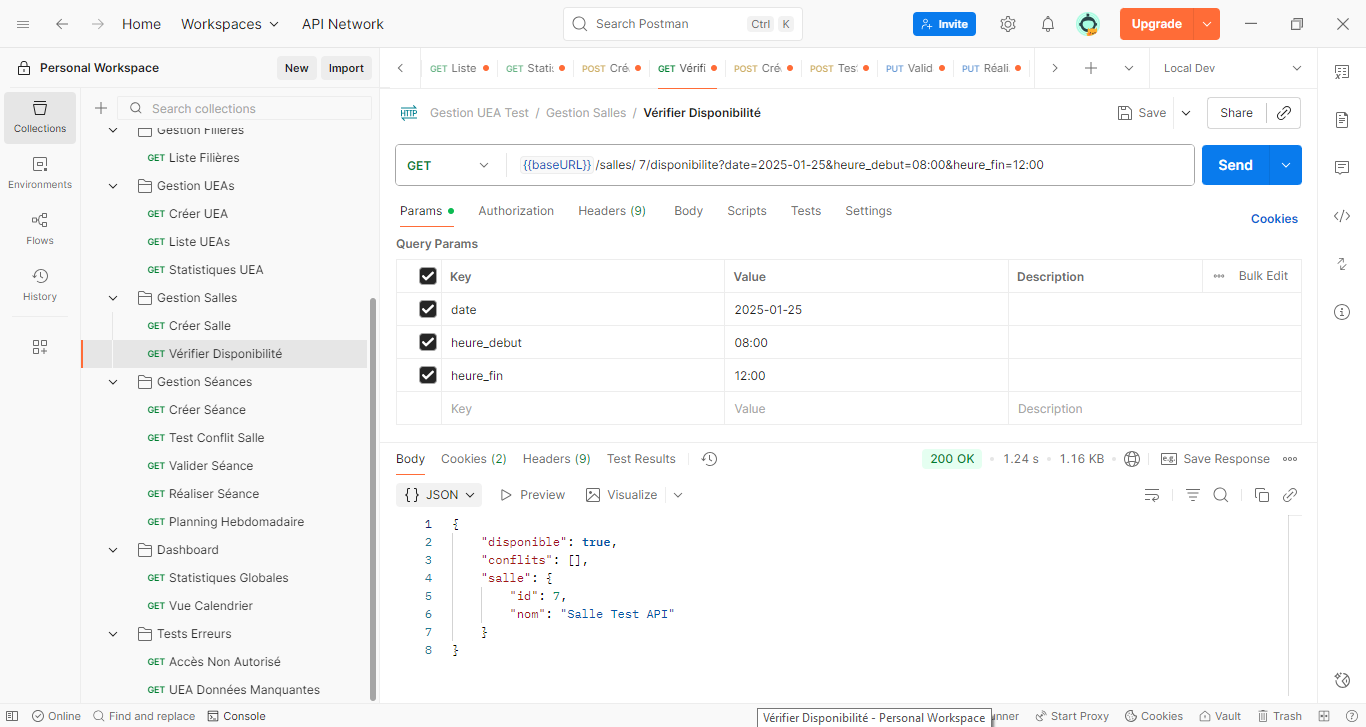 Home Workspaces API Network Search Postman Ctrl K Invite Upgrade
Personal Workspace New Import GET Liste POST Cré GET Vérifi POST Cré POST PUT Valid PUT Réali Local Dev
Collections
Environments
Flows
History
Search collections
Gestion Filières
GET Liste Filières
Gestion UEAs
GET Créer UEA
GET Liste UEAs
GET Statistiques UEA
Gestion Salles
GET Créer Salle
GET Vérifier Disponibilité
Gestion Séances
GET Créer Séance
GET Test Conflit Salle
GET Valider Séance
GET Réaliser Séance
GET Planning Hebdomadaire
Dashboard
GET Statistiques Globales
GET Vue Calendrier
Tests Erreurs
GET Accès Non Autorisé
GET UEA Données Manquantes
HTTP Gestion UEA Test / Gestion Salles / Vérifier Disponibilité Save Share
GET {{baseURL}} /salles/ 7/disponibilite?date=2025-01-25&heure_debut=08:00&heure_fin=12:00 Send
Params Authorization Headers (9) Body Scripts Tests Settings Cookies
Query Params
Key Value Description Bulk Edit
date 2025-01-25
heure_debut 08:00
heure_fin 12:00
Key Value Description
Body Cookies (2) Headers (9) Test Results 200 OK 1.24 s 1.16 KB e.g. Save Response
{} JSON Preview Visualize
1 {
2 "disponible": true,
3 "conflits": [],
4 "salle": {
5 "id": 7,
6 "nom": "Salle Test API"
7 }
8 }
Online Find and replace Console Vérifier Disponibilité - Personal Workspace Start Proxy Cookies Vault Trash